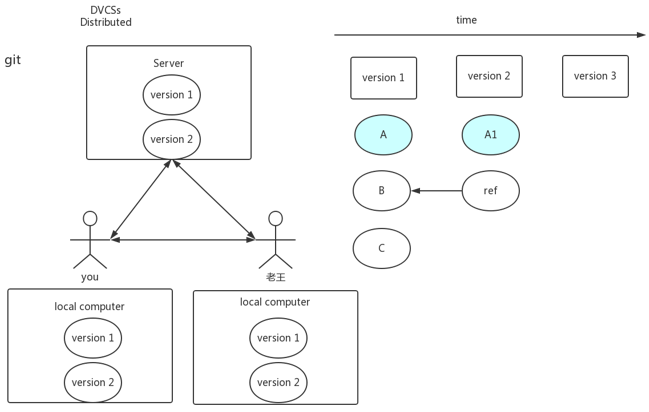 DVCSs
Distributed
git
Server
version 1
version 2
you
老王
local computer
version 1
version 2
local computer
version 1
version 2
time
version 1
version 2
version 3
A
A1
B
ref
C